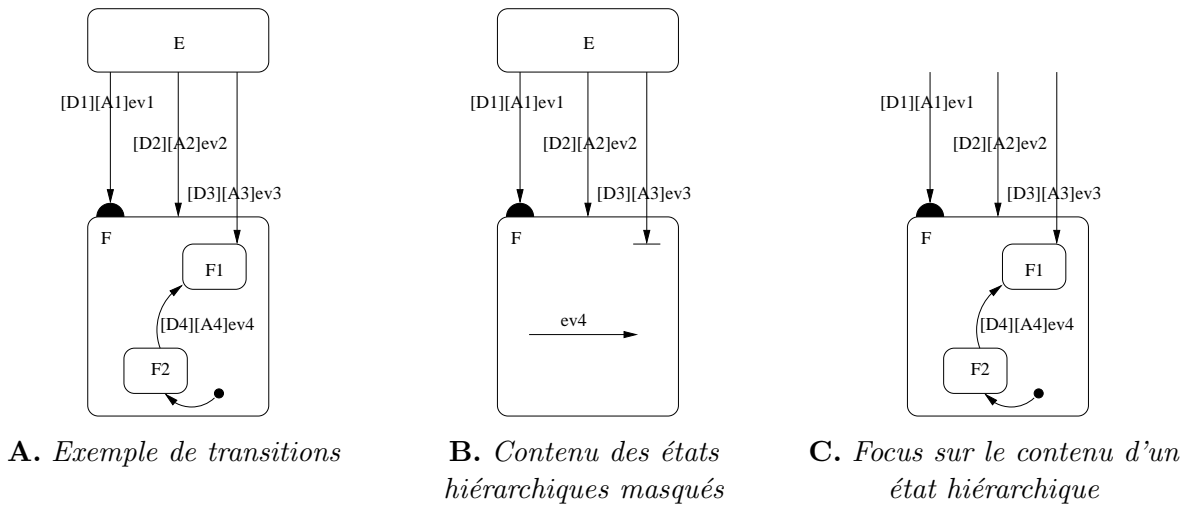 E
[D1][A1]ev1
[D2][A2]ev2
[D3][A3]ev3
F
F1
[D4][A4]ev4
F2
A. Exemple de transitions
E
[D1][A1]ev1
[D2][A2]ev2
[D3][A3]ev3
F
ev4
B. Contenu des états
hiérarchiques masqués
[D1][A1]ev1
[D2][A2]ev2
[D3][A3]ev3
F
F1
[D4][A4]ev4
F2
C. Focus sur le contenu d'un
état hiérarchique